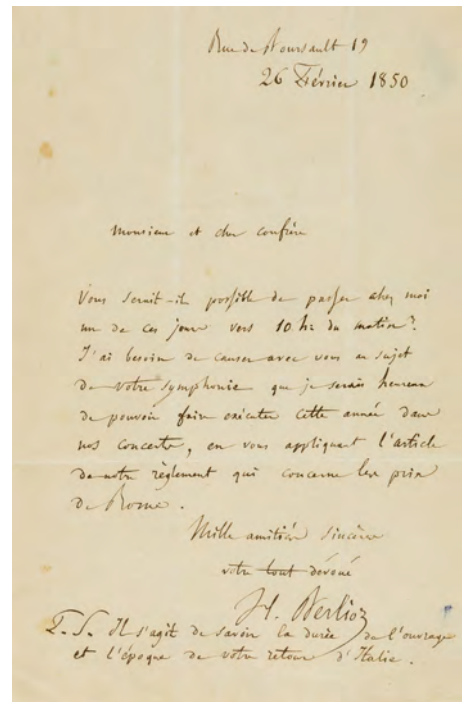 Rue de Boursault 19
26 Février 1850
Monsieur et cher confrère
Vous serait-il possible de passer chez moi
un de ces jours vers 10 h: du matin?
J'ai besoin de causer avec vous au sujet
de votre symphonie que je serais heureux
de pouvoir faire exécuter cette année dans
nos concerts, en vous appliquant l'article
de notre règlement qui concerne les prix
de Rome.
Mille amitiés sincères
votre tout dévoué
H. Berlioz
P.S. Il s'agit de savoir la durée de l'ouvrage
et l'époque de votre retour d'Italie.